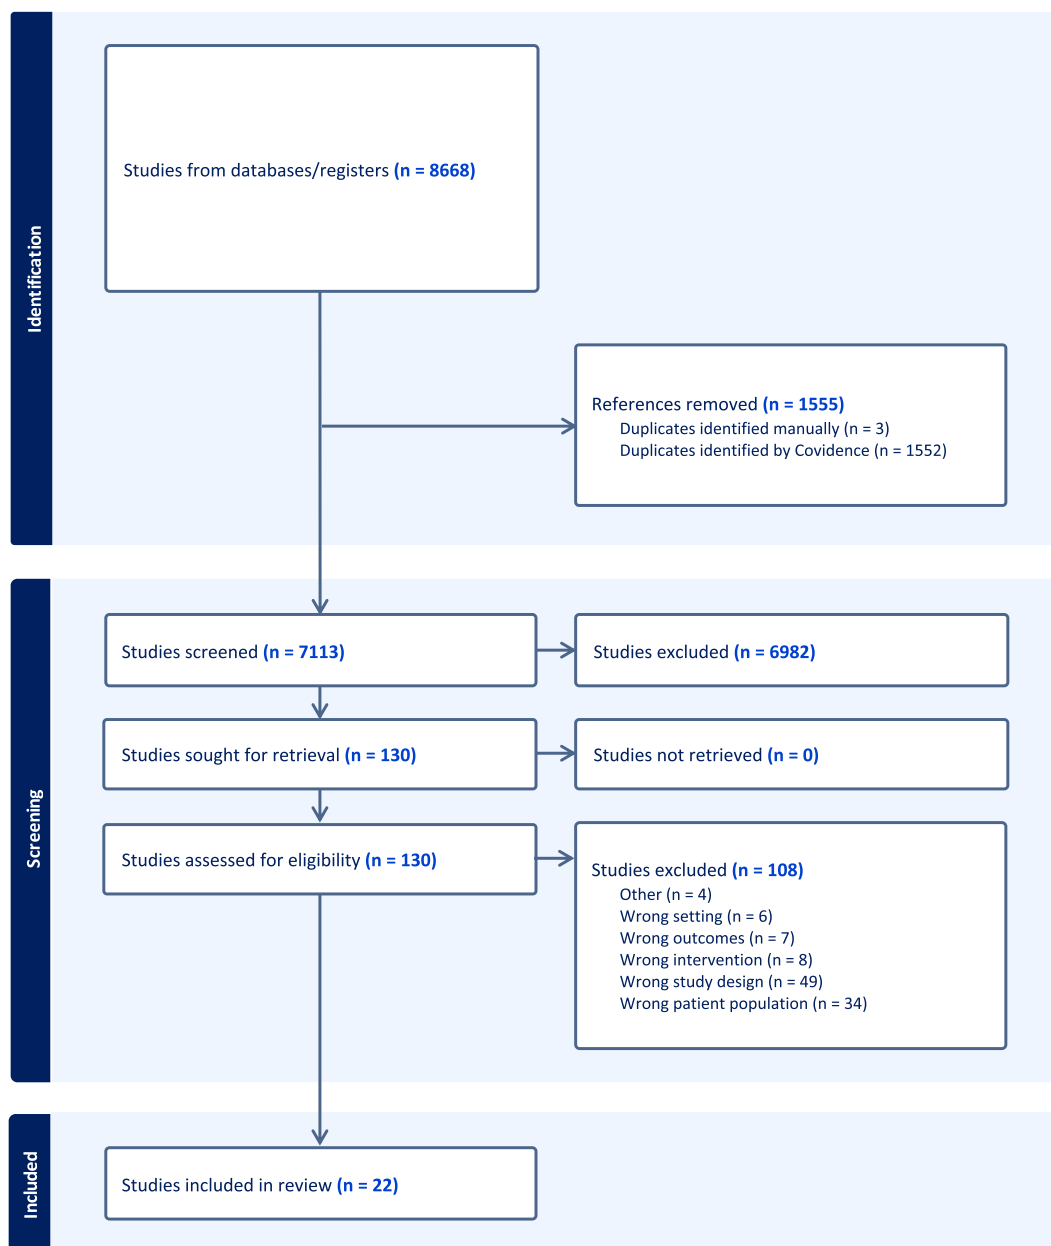 Identification
Studies from databases/registers (n = 8668)
References removed (n = 1555)
Duplicates identified manually (n = 3)
Duplicates identified by Covidence (n = 1552)
Screening
Studies screened (n = 7113)
Studies excluded (n = 6982)
Studies sought for retrieval (n = 130)
Studies not retrieved (n = 0)
Studies assessed for eligibility (n = 130)
Studies excluded (n = 108)
Other (n = 4)
Wrong setting (n = 6)
Wrong outcomes (n = 7)
Wrong intervention (n = 8)
Wrong study design (n = 49)
Wrong patient population (n = 34)
Included
Studies included in review (n = 22)